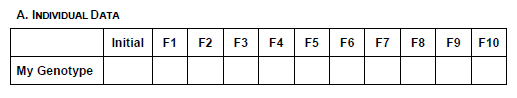 A. INDIVIDUAL DATA
Initial F1 F2 F3 F4 F5 F6 F7 F8 F9 F10
My Genotype